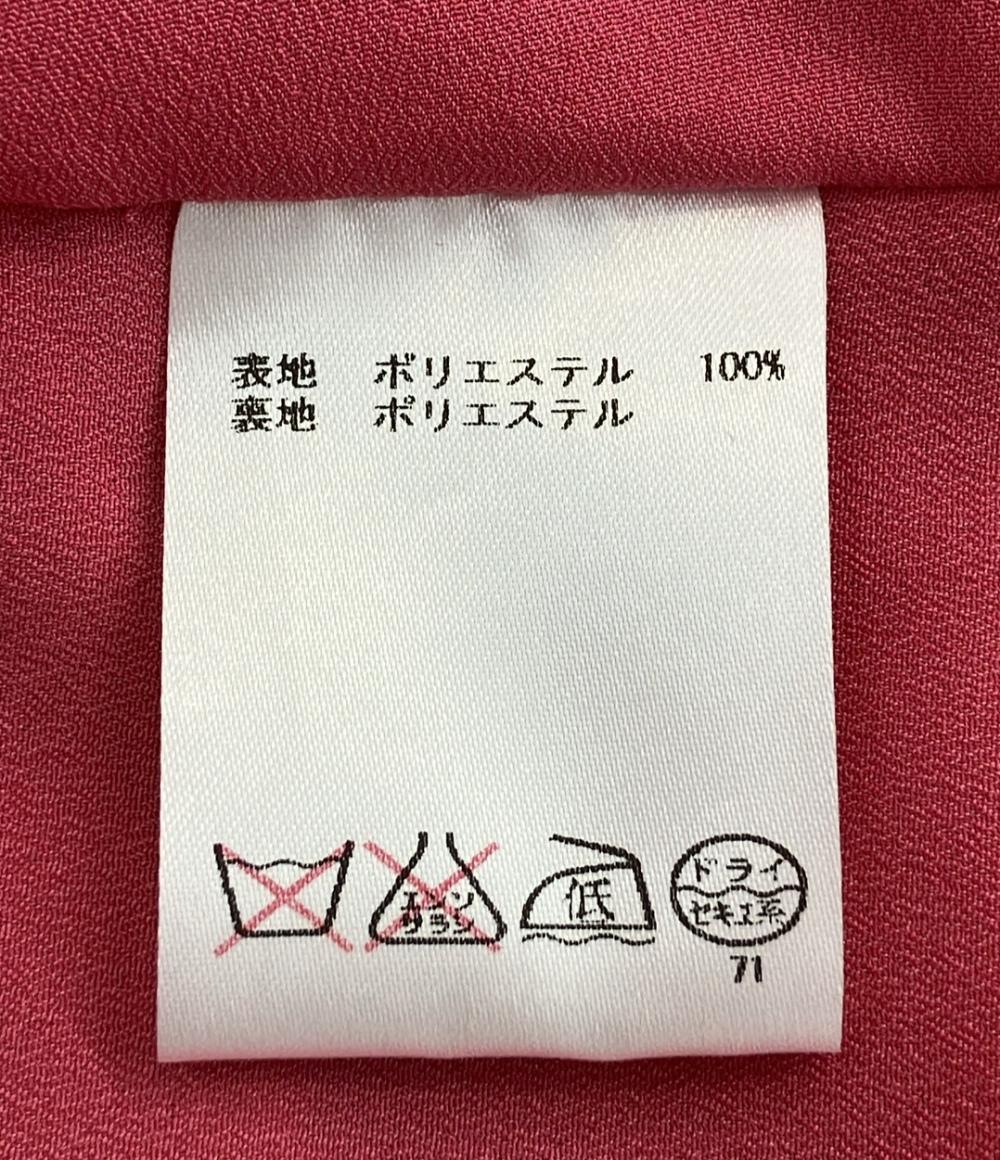 表地 ポリエステル 100%
裏地 ポリエステル
エンソ
サラシ
低
ドライ
セキユ系
71